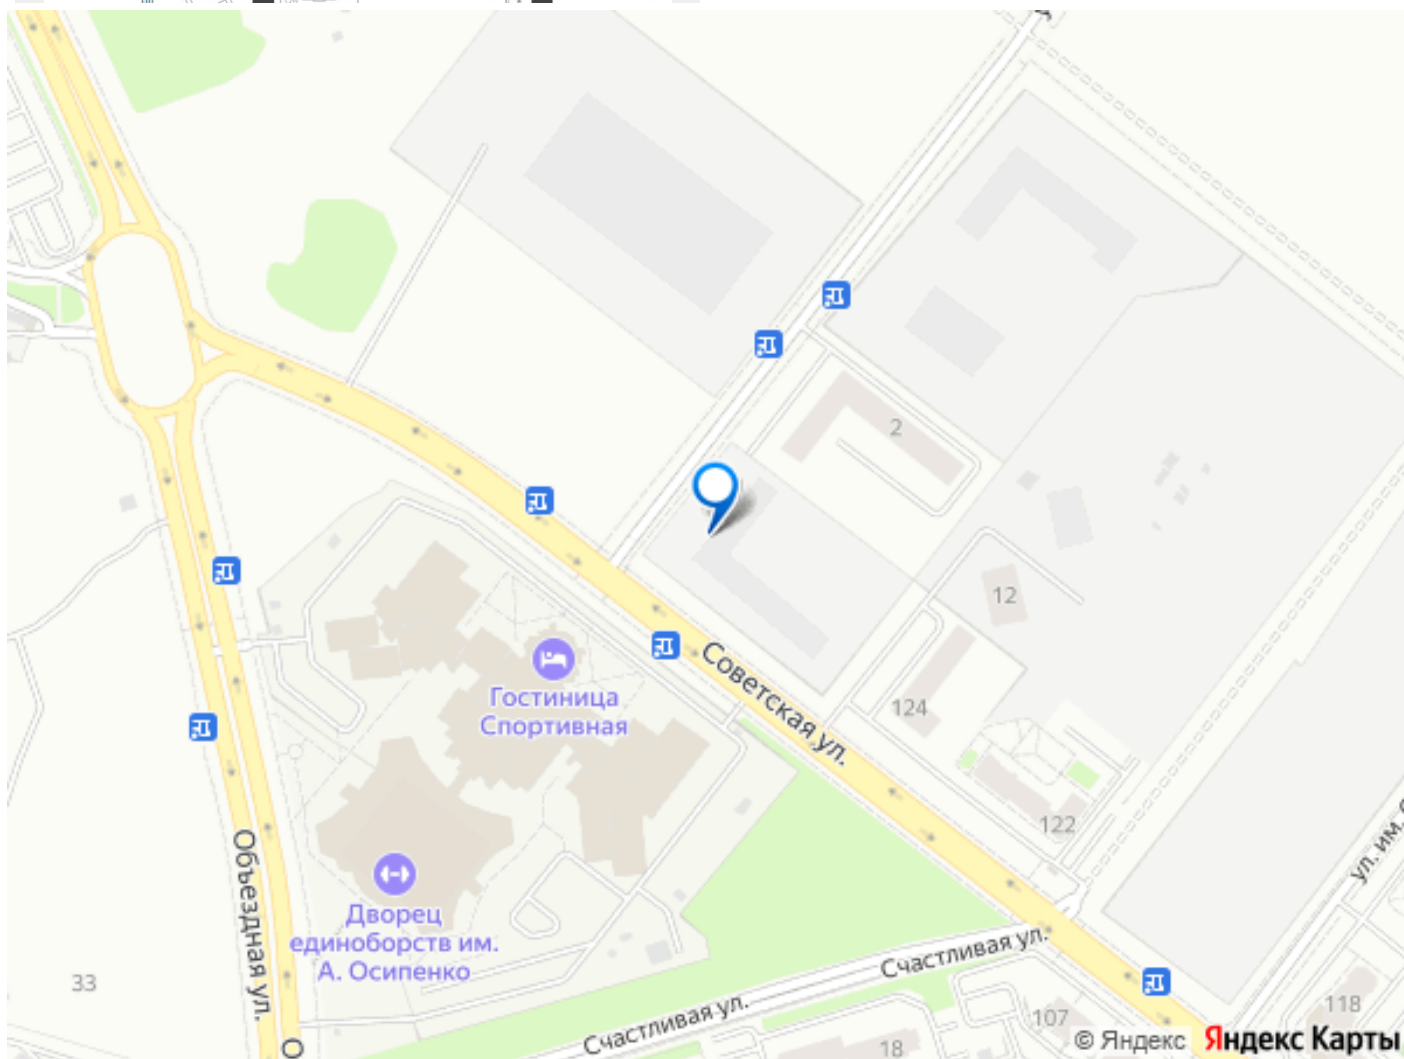 2
12
Гостиница
Спортивная
Советская ул.
124
122
Объездная ул.
Дворец
единоборств им.
А. Осипенко
ул. им.
Счастливая ул.
33
Счастливая ул.
107
118
18
О
© Яндекс Яндекс Карты